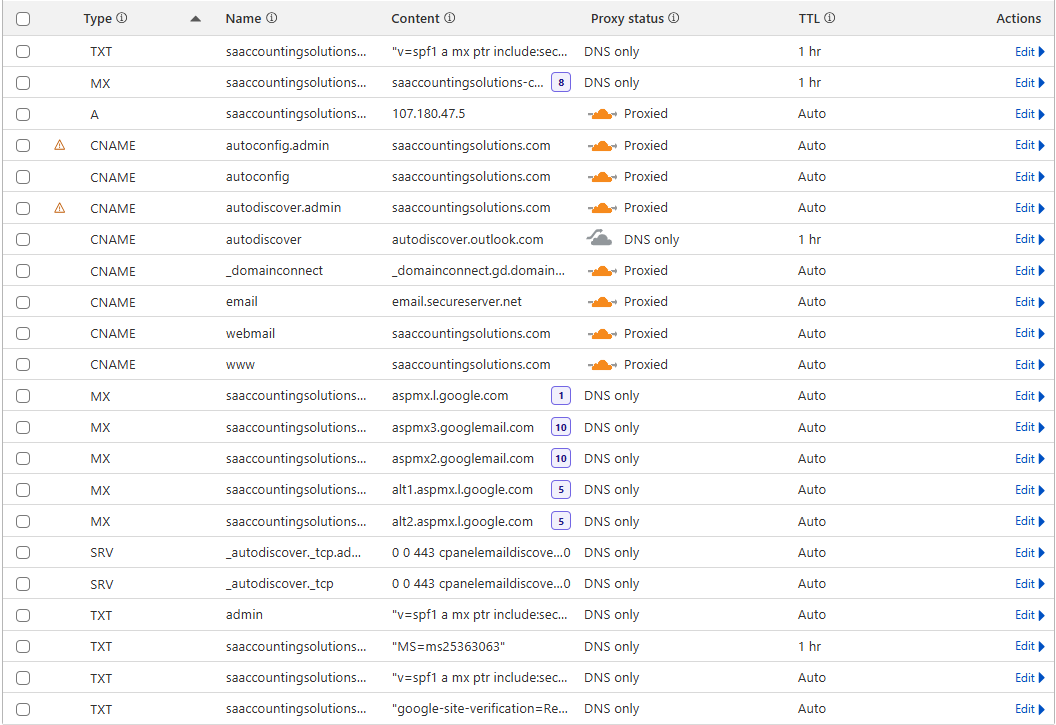 Type Name Content Proxy status TTL Actions
TXT saaccountingsolutions... "v=spf1 a mx ptr include:sec... DNS only 1 hr Edit
MX saaccountingsolutions... saaccountingsolutions-c... 8 DNS only 1 hr Edit
A saaccountingsolutions... 107.180.47.5 Proxied Auto Edit
CNAME autoconfig.admin saaccountingsolutions.com Proxied Auto Edit
CNAME autoconfig saaccountingsolutions.com Proxied Auto Edit
CNAME autodiscover.admin saaccountingsolutions.com Proxied Auto Edit
CNAME autodiscover autodiscover.outlook.com DNS only 1 hr Edit
CNAME _domainconnect _domainconnect.gd.domain... Proxied Auto Edit
CNAME email email.secureserver.net Proxied Auto Edit
CNAME webmail saaccountingsolutions.com Proxied Auto Edit
CNAME www saaccountingsolutions.com Proxied Auto Edit
MX saaccountingsolutions... aspmx.l.google.com 1 DNS only Auto Edit
MX saaccountingsolutions... aspmx3.googlemail.com 10 DNS only Auto Edit
MX saaccountingsolutions... aspmx2.googlemail.com 10 DNS only Auto Edit
MX saaccountingsolutions... alt1.aspmx.l.google.com 5 DNS only Auto Edit
MX saaccountingsolutions... alt2.aspmx.l.google.com 5 DNS only Auto Edit
SRV _autodiscover._tcp.ad... 0 0 443 cpanelemaildiscove...0 DNS only Auto Edit
SRV _autodiscover._tcp 0 0 443 cpanelemaildiscove...0 DNS only Auto Edit
TXT admin "v=spf1 a mx ptr include:sec... DNS only Auto Edit
TXT saaccountingsolutions... "MS=ms25363063" DNS only 1 hr Edit
TXT saaccountingsolutions... "v=spf1 a mx ptr include:sec... DNS only Auto Edit
TXT saaccountingsolutions... "google-site-verification=Re... DNS only Auto Edit